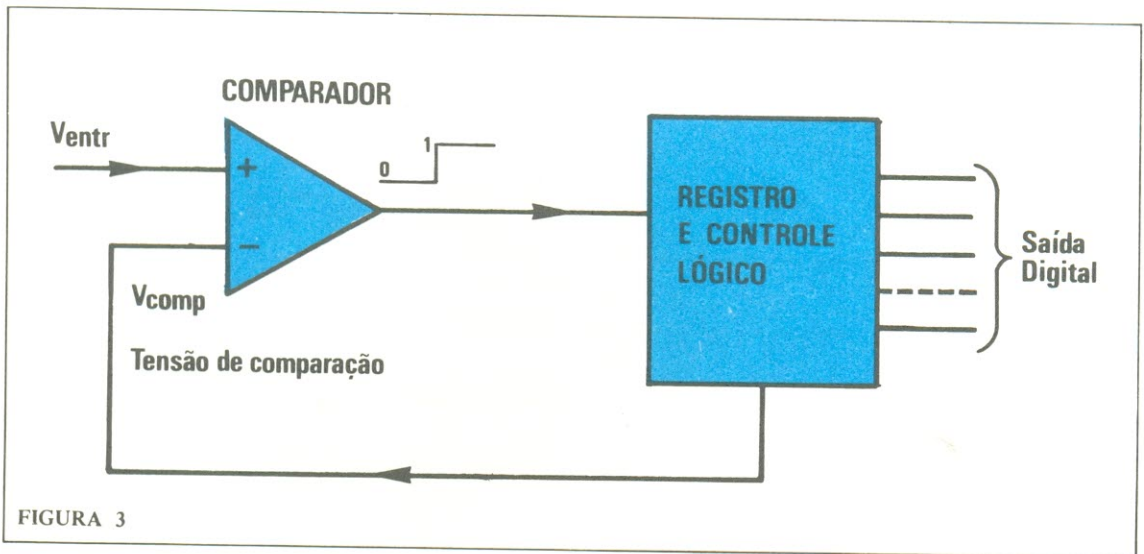 COMPARADOR
Ventr
+
0
1
−
Vcomp
Tensão de comparação
REGISTRO
E CONTROLE
LÓGICO
Saída
Digital
FIGURA 3